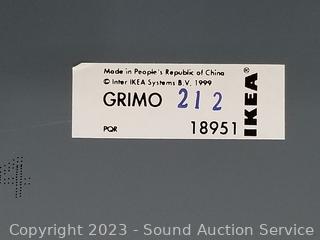 Made in People's Republic of China
© Inter IKEA Systems B.V. 1999
GRIMO 212
PQR 18951
IKEA®
4
Copyright 2023 - Sound Auction Service